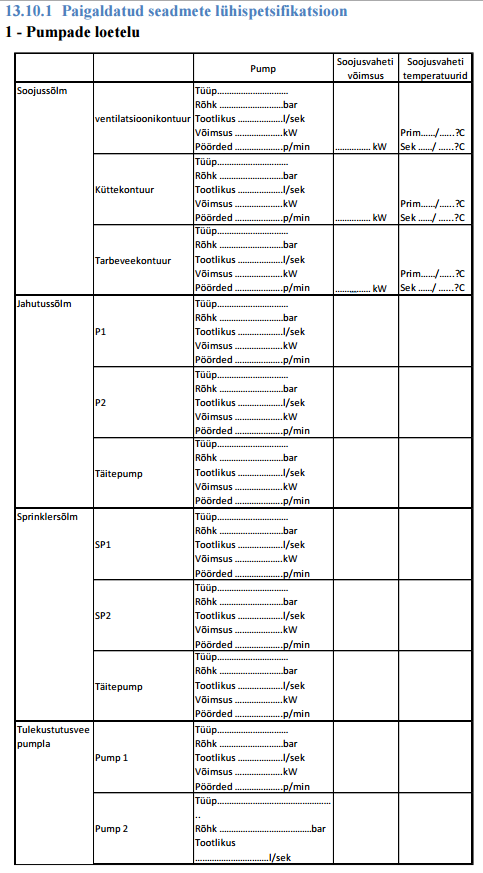 13.10.1 Paigaldatud seadmete lühispetsifikatsioon
1 - Pumpade loetelu
Pump
Soojusvaheti võimsus
Soojusvaheti temperatuurid
Soojussõlm
ventilatsioonikontuur
Tüüp.............................
Rõhk ..........................bar
Tootlikus ..................l/sek
Võimsus ...................kW
Pöörded ...................p/min
.............. kW
Prim....../......?C
Sek ....../ ......?C
Küttekontuur
Tüüp.............................
Rõhk ..........................bar
Tootlikus ..................l/sek
Võimsus ...................kW
Pöörded ...................p/min
.............. kW
Prim....../......?C
Sek ....../ ......?C
Tarbeveekontuur
Tüüp.............................
Rõhk ..........................bar
Tootlikus ..................l/sek
Võimsus ...................kW
Pöörded ...................p/min
.............. kW
Prim....../......?C
Sek ....../ ......?C
Jahutussõlm
P1
Tüüp.............................
Rõhk ..........................bar
Tootlikus ..................l/sek
Võimsus ...................kW
Pöörded ...................p/min
P2
Tüüp.............................
Rõhk ..........................bar
Tootlikus ..................l/sek
Võimsus ...................kW
Pöörded ...................p/min
Täitepump
Tüüp.............................
Rõhk ..........................bar
Tootlikus ..................l/sek
Võimsus ...................kW
Pöörded ...................p/min
Sprinklersõlm
SP1
Tüüp.............................
Rõhk ..........................bar
Tootlikus ..................l/sek
Võimsus ...................kW
Pöörded ...................p/min
SP2
Tüüp.............................
Rõhk ..........................bar
Tootlikus ..................l/sek
Võimsus ...................kW
Pöörded ...................p/min
Täitepump
Tüüp.............................
Rõhk ..........................bar
Tootlikus ..................l/sek
Võimsus ...................kW
Pöörded ...................p/min
Tulekustutusvee
pumpla
Pump 1
Tüüp.............................
Rõhk ..........................bar
Tootlikus ..................l/sek
Võimsus ...................kW
Pöörded ...................p/min
Pump 2
Tüüp..............................................
..
Rõhk .....................................bar
Tootlikus
..............................l/sek